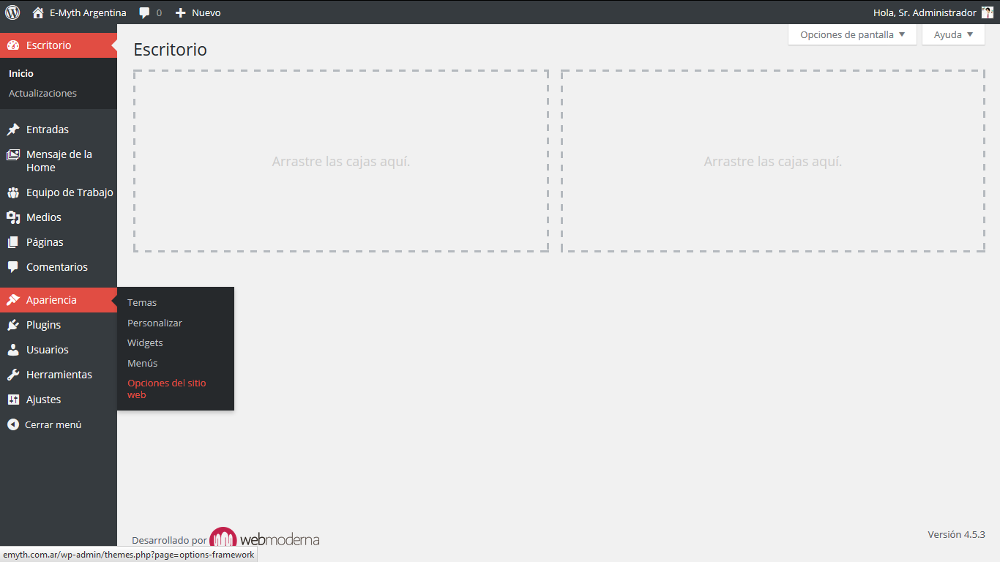 E-Myth Argentina
0
Nuevo
Hola, Sr. Administrador
Escritorio
Inicio
Actualizaciones
Entradas
Mensaje de la
Home
Equipo de Trabajo
Medios
Páginas
Comentarios
Apariencia
Plugins
Usuarios
Herramientas
Ajustes
Cerrar menú
Temas
Personalizar
Widgets
Menús
Opciones del sitio
web
Opciones de pantalla
Ayuda
Escritorio
Arrastre las cajas aquí.
Arrastre las cajas aquí.
Desarrollado por webmoderna
Versión 4.5.3
emyth.com.ar/wp-admin/themes.php?page=options-framework